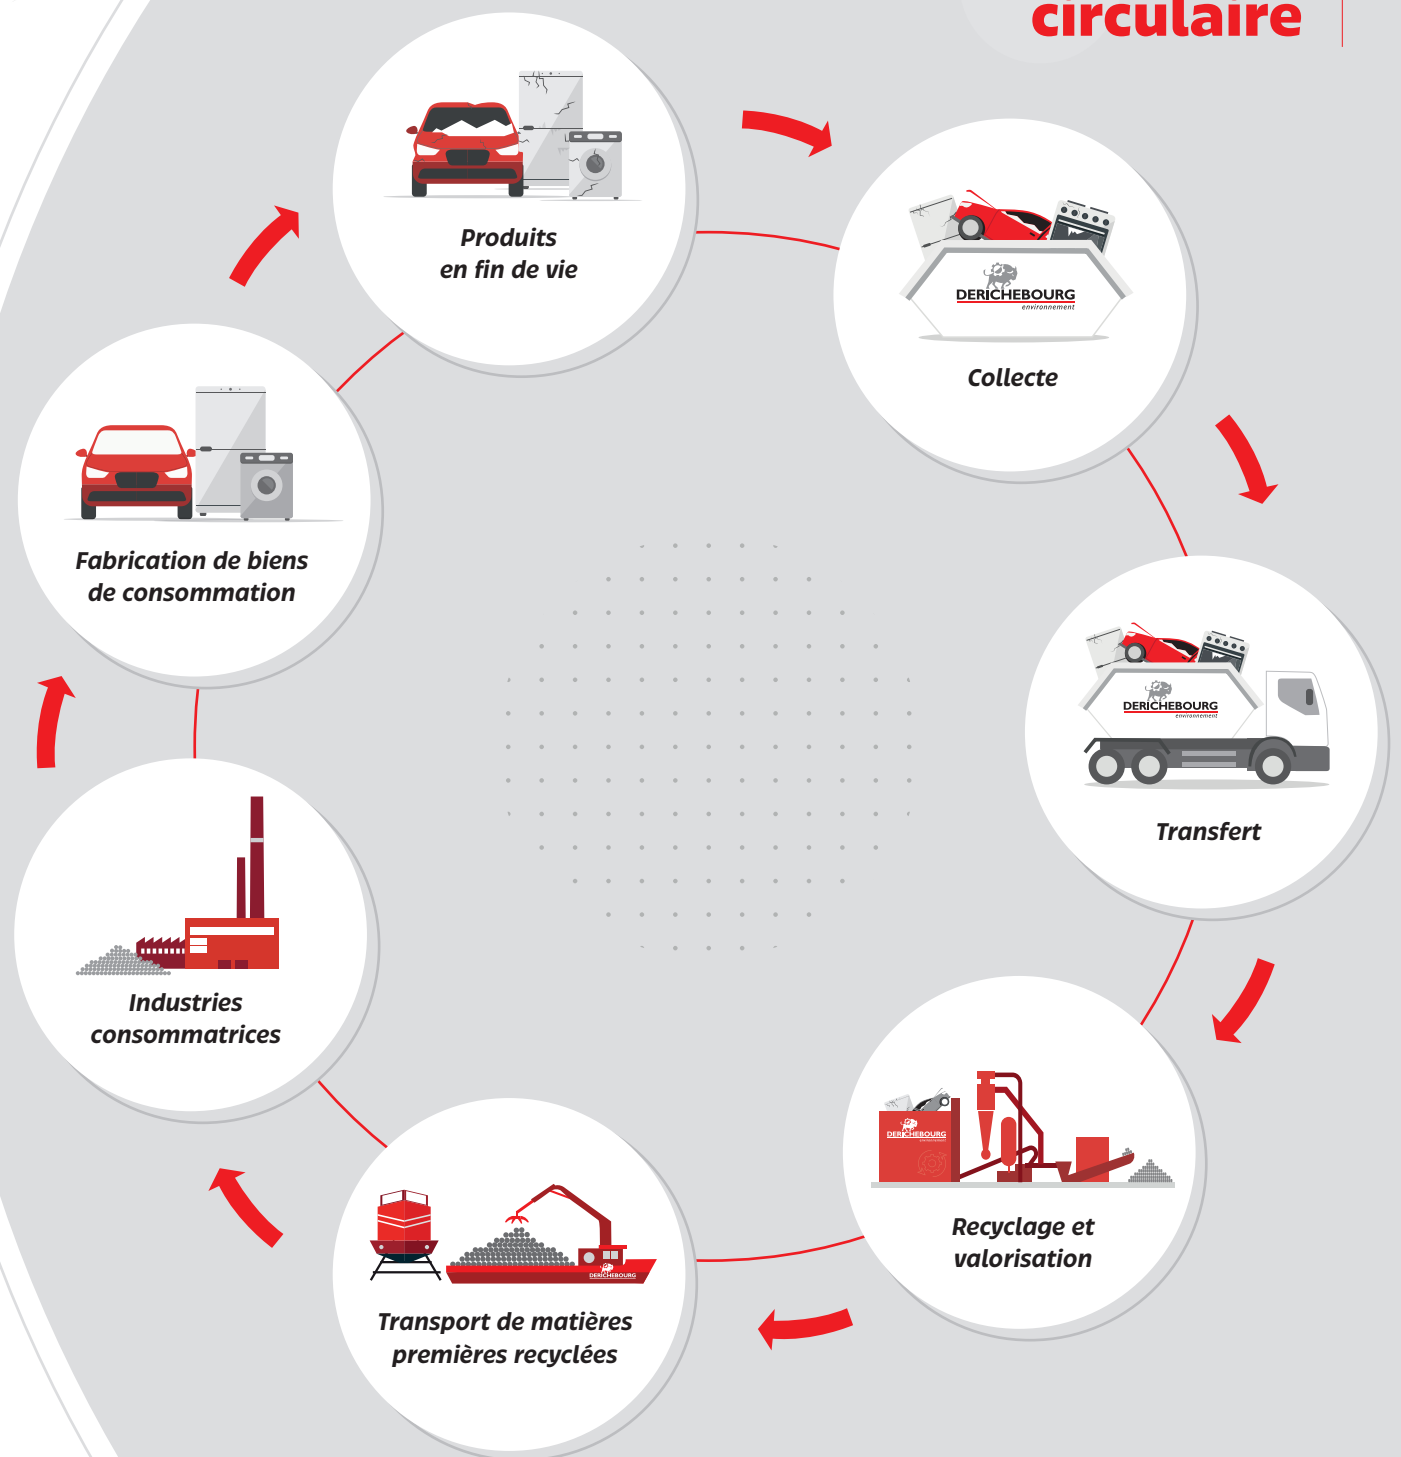 circulaire
Produits
en fin de vie
DERICHEBOURG
environnement
Collecte
Fabrication de biens
de consommation
DERICHEBOURG
environnement
Transfert
Industries
consommatrices
DERICHEBOURG
environnement
Recyclage et
valorisation
DERICHEBOURG
Transport de matières
premières recyclées